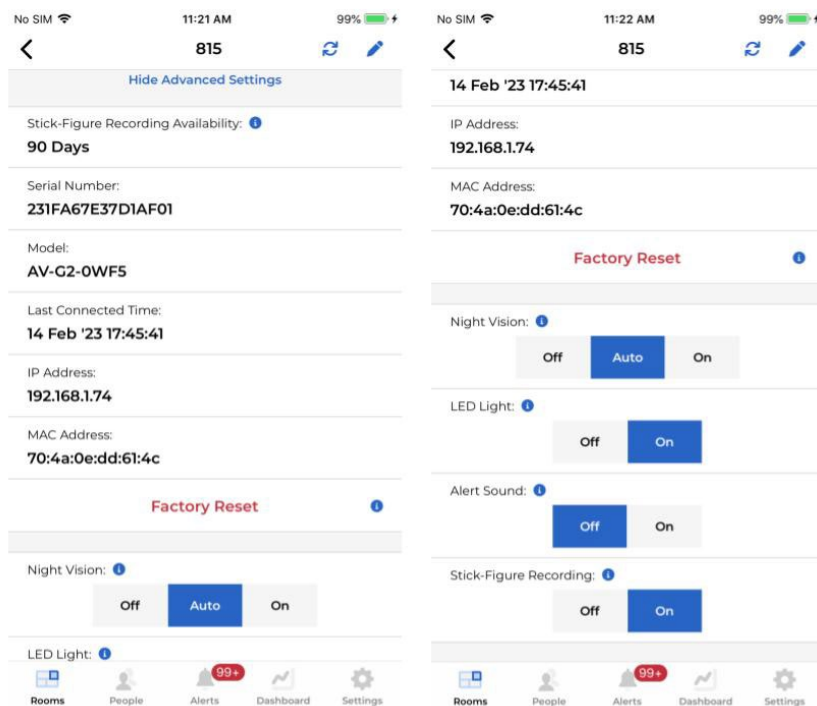 No SIM 11:21 AM 99%
815
Hide Advanced Settings
Stick-Figure Recording Availability:
90 Days
Serial Number:
231FA67E37D1AF01
Model:
AV-G2-0WF5
Last Connected Time:
14 Feb '23 17:45:41
IP Address:
192.168.1.74
MAC Address:
70:4a:0e:dd:61:4c
Factory Reset
Night Vision:
Off Auto On
LED Light:
99+
Rooms People Alerts Dashboard Settings
No SIM 11:22 AM 99%
815
14 Feb '23 17:45:41
IP Address:
192.168.1.74
MAC Address:
70:4a:0e:dd:61:4c
Factory Reset
Night Vision:
Off Auto On
LED Light:
Off On
Alert Sound:
Off On
Stick-Figure Recording:
Off On
99+
Rooms People Alerts Dashboard Settings